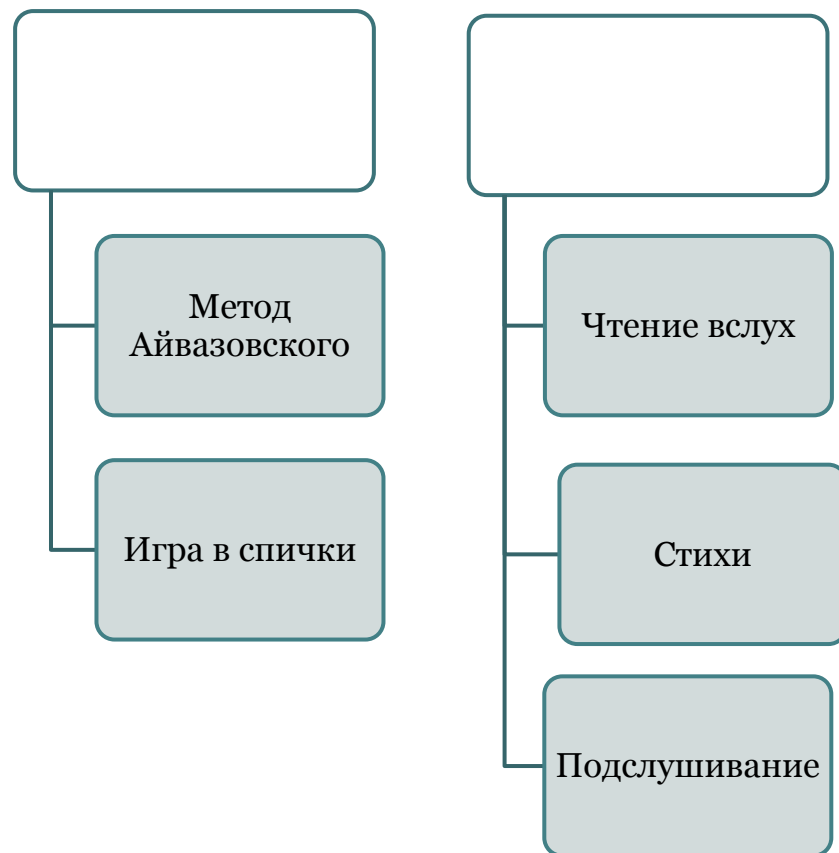 Метод
Айвазовского
Игра в спички
Чтение вслух
Стихи
Подслушивание